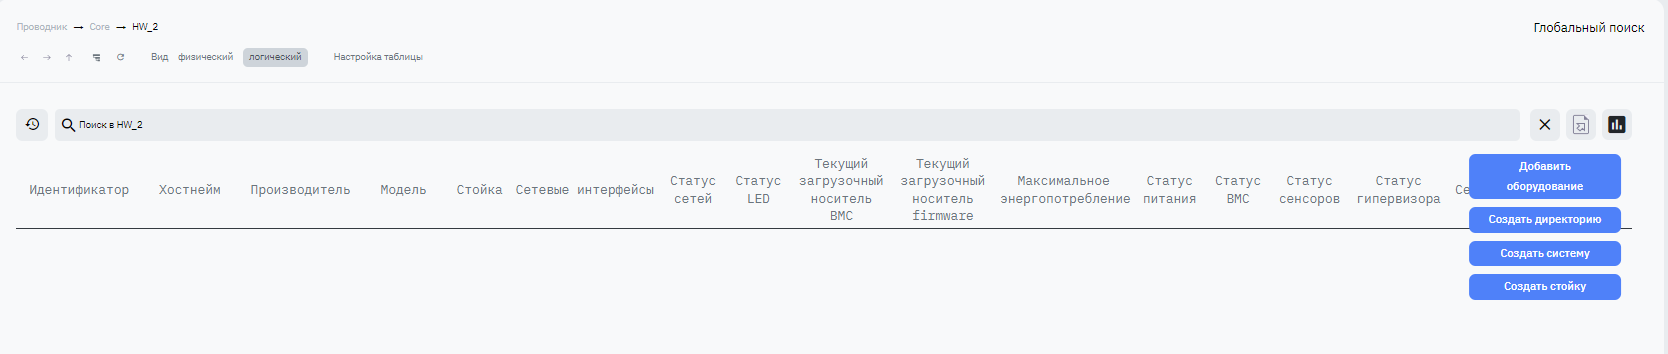 Проводник → Core → HW_2
Глобальный поиск
Вид физический логический Настройка таблицы
Поиск в HW_2
Идентификатор
Хостнейм
Производитель
Модель
Стойка
Сетевые интерфейсы
Статус
сетей
Статус
LED
Текущий
загрузочный
носитель
BMC
Текущий
загрузочный
носитель
firmware
Максимальное
энергопотребление
Статус
питания
Статус
BMC
Статус
сенсоров
Статус
гипервизора
Се
Добавить
оборудование
Создать директорию
Создать систему
Создать стойку